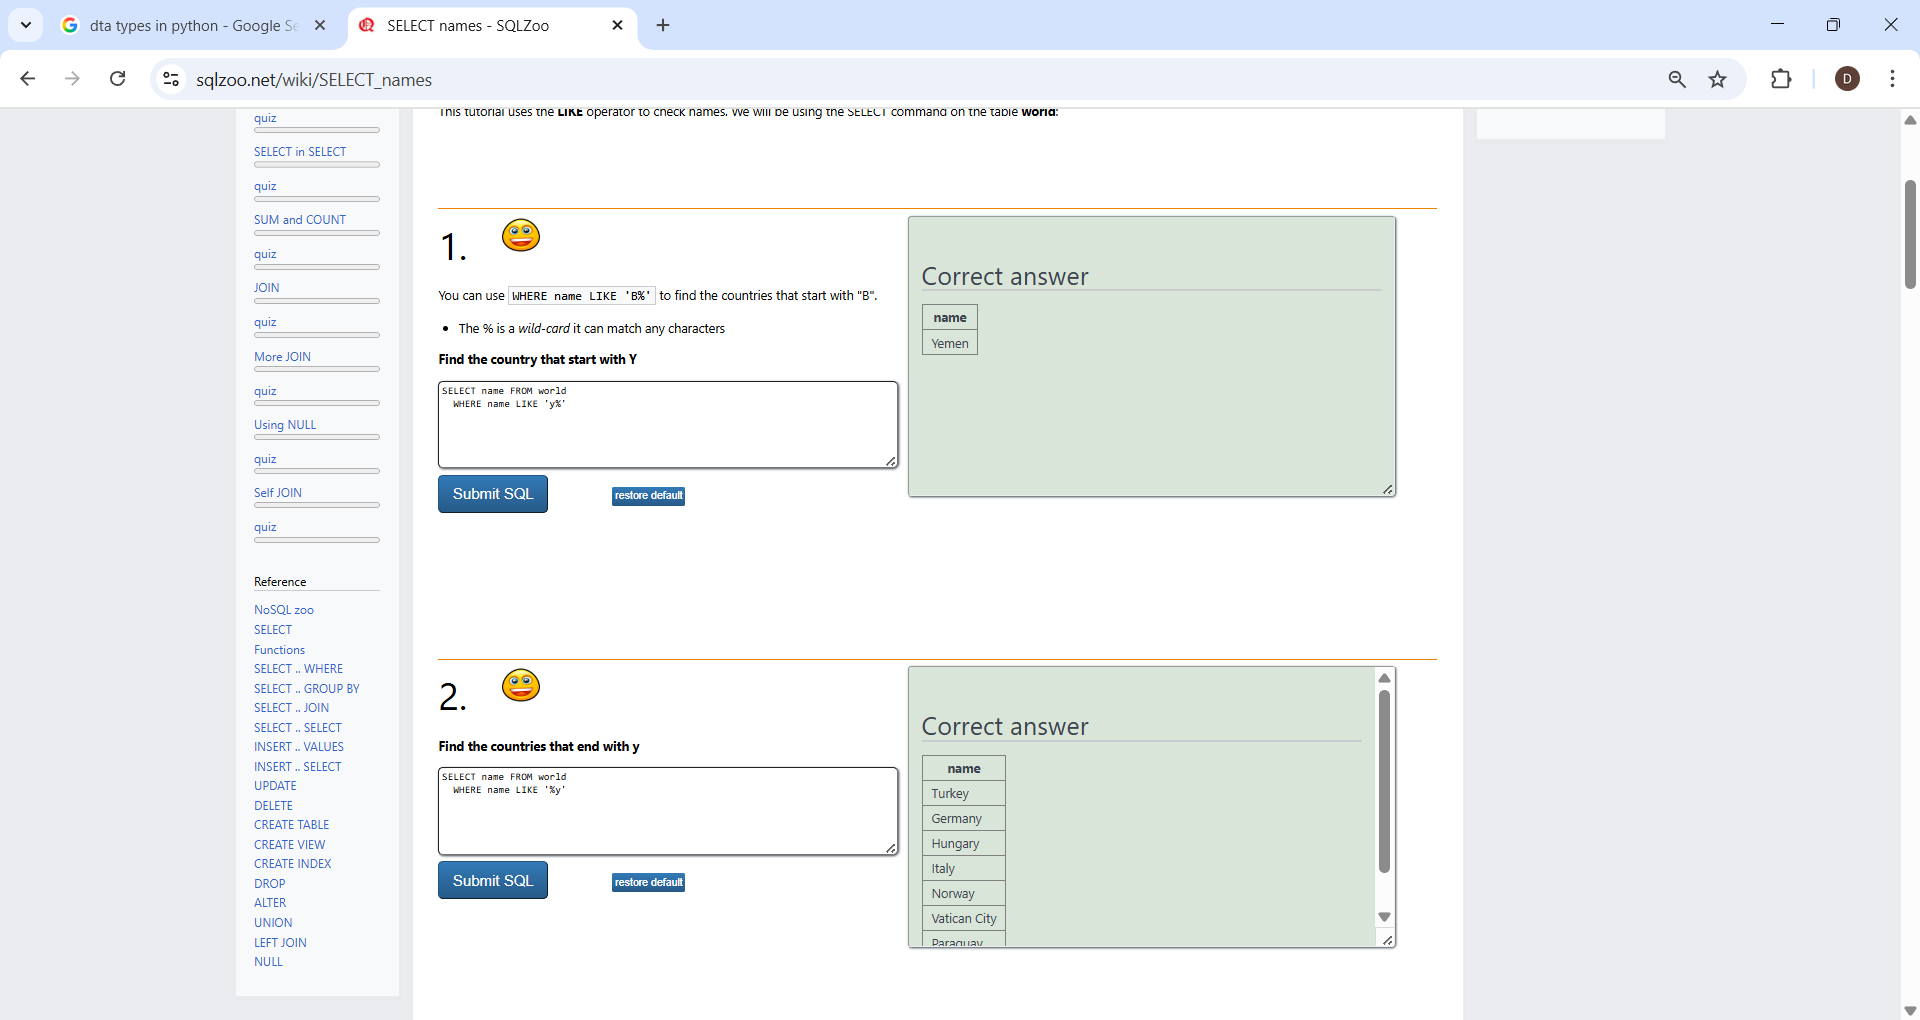 dta types in python - Google Se
SELECT names - SQLZoo
sqlzoo.net/wiki/SELECT_names
D
quiz
SELECT in SELECT
quiz
SUM and COUNT
quiz
JOIN
quiz
More JOIN
quiz
Using NULL
quiz
Self JOIN
quiz
Reference
NoSQL zoo
SELECT
Functions
SELECT .. WHERE
SELECT .. GROUP BY
SELECT .. JOIN
SELECT .. SELECT
INSERT .. VALUES
INSERT .. SELECT
UPDATE
DELETE
CREATE TABLE
CREATE VIEW
CREATE INDEX
DROP
ALTER
UNION
LEFT JOIN
NULL
This tutorial uses the LIKE operator to check names. We will be using the SELECT command on the table world:
1.
You can use WHERE name LIKE 'B%' to find the countries that start with "B".
• The % is a wild-card it can match any characters
Find the country that start with Y
SELECT name FROM world
WHERE name LIKE 'y%'
Submit SQL
restore default
Correct answer
name
Yemen
2.
Find the countries that end with y
SELECT name FROM world
WHERE name LIKE '%y'
Submit SQL
restore default
Correct answer
name
Turkey
Germany
Hungary
Italy
Norway
Vatican City
Paraguay